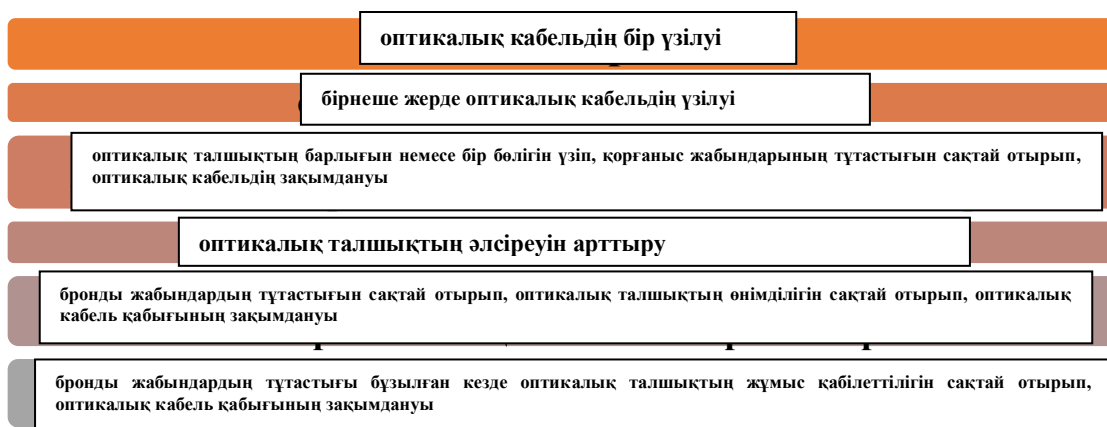 оптикалық кабельдің бір үзілуі
бірнеше жерде оптикалық кабельдің үзілуі
оптикалық талшықтың барлығын немесе бір бөлігін үзіп, қорғаныс жабындарының тұтастығын сақтай отырып,
оптикалық кабельдің зақымдануы
оптикалық талшықтың әлсіреуін арттыру
бронды жабындардың тұтастығын сақтай отырып, оптикалық талшықтың өнімділігін сақтай отырып, оптикалық
кабель қабығының зақымдануы
бронды жабындардың тұтастығы бұзылған кезде оптикалық талшықтың жұмыс қабілеттілігін сақтай отырып,
оптикалық кабель қабығының зақымдануы